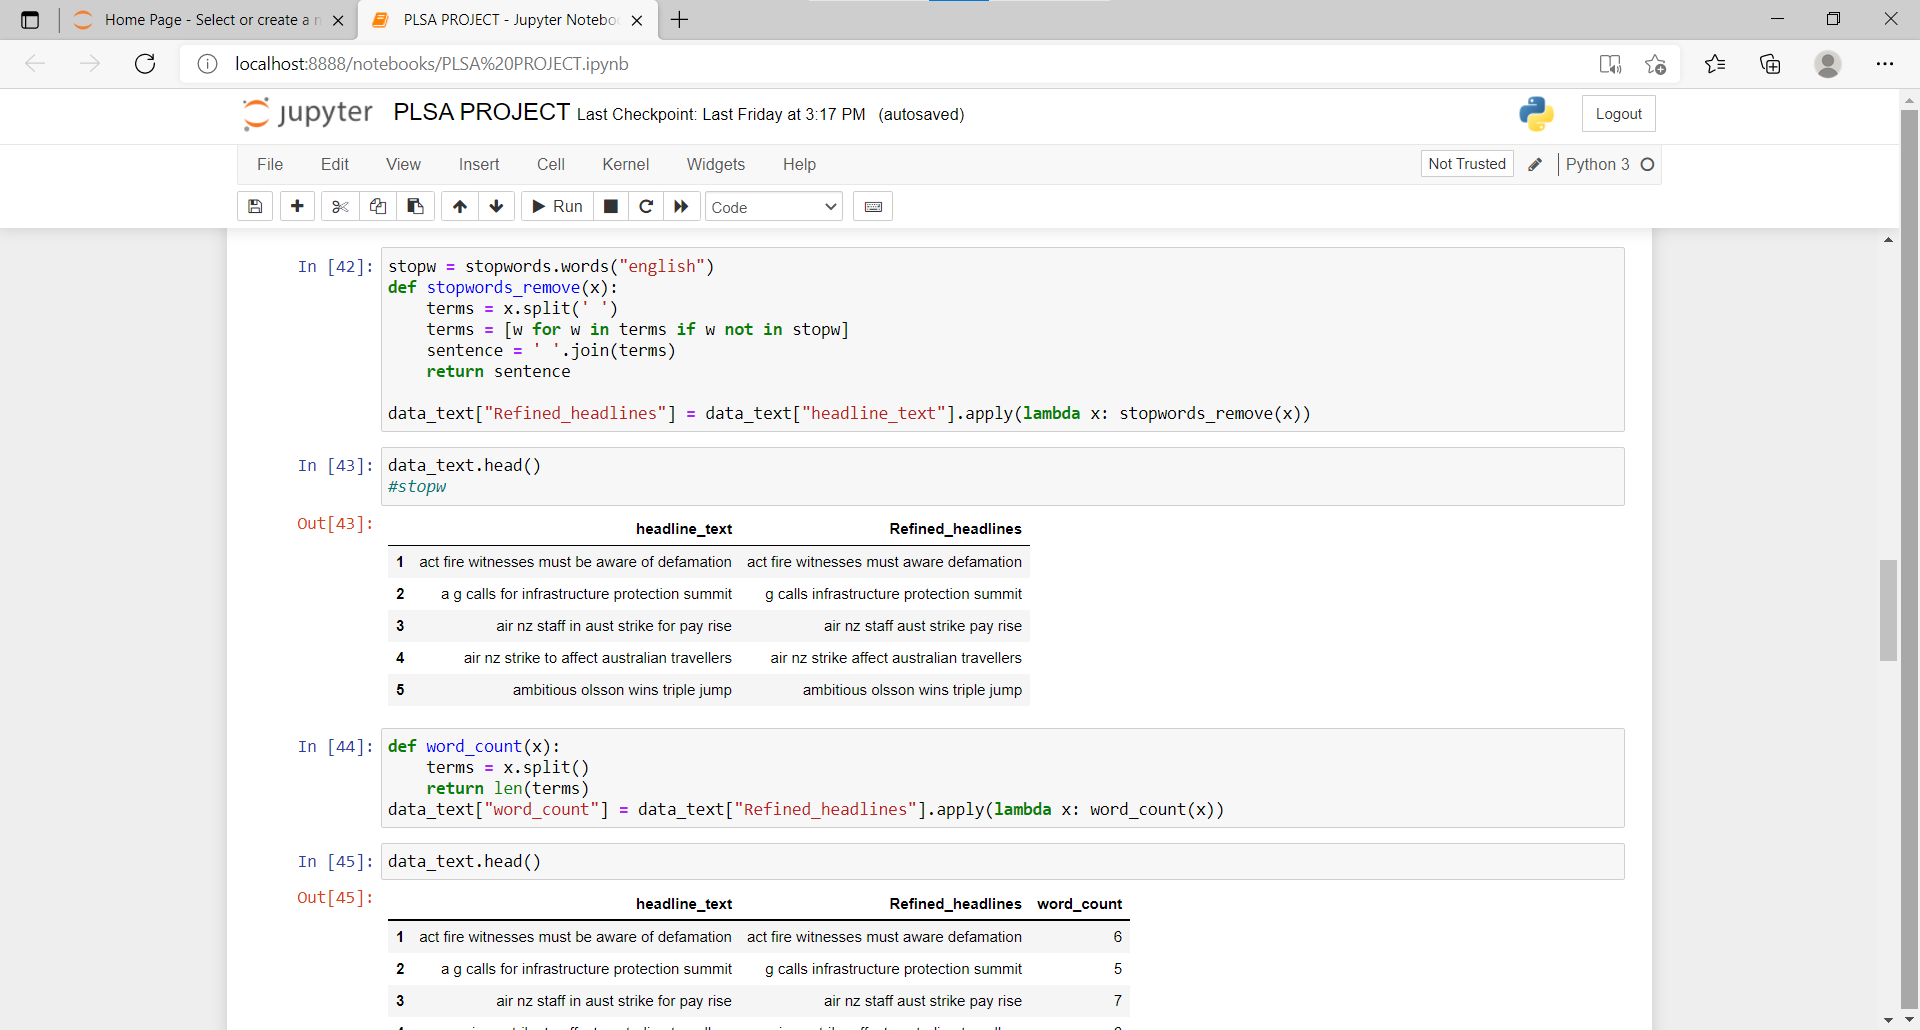 Home Page - Select or create a n
PLSA PROJECT - Jupyter Notebo
localhost:8888/notebooks/PLSA%20PROJECT.ipynb
jupyter PLSA PROJECT Last Checkpoint: Last Friday at 3:17 PM (autosaved) Logout
File Edit View Insert Cell Kernel Widgets Help Not Trusted Python 3
Run Code
In [42]: stopw = stopwords.words("english")
def stopwords_remove(x):
    terms = x.split(' ')
    terms = [w for w in terms if w not in stopw]
    sentence = ' '.join(terms)
    return sentence
data_text["Refined_headlines"] = data_text["headline_text"].apply(lambda x: stopwords_remove(x))
In [43]: data_text.head()
#stopw
Out[43]:
headline_text Refined_headlines
1 act fire witnesses must be aware of defamation act fire witnesses must aware defamation
2 a g calls for infrastructure protection summit g calls infrastructure protection summit
3 air nz staff in aust strike for pay rise air nz staff aust strike pay rise
4 air nz strike to affect australian travellers air nz strike affect australian travellers
5 ambitious olsson wins triple jump ambitious olsson wins triple jump
In [44]: def word_count(x):
    terms = x.split()
    return len(terms)
data_text["word_count"] = data_text["Refined_headlines"].apply(lambda x: word_count(x))
In [45]: data_text.head()
Out[45]:
headline_text Refined_headlines word_count
1 act fire witnesses must be aware of defamation act fire witnesses must aware defamation 6
2 a g calls for infrastructure protection summit g calls infrastructure protection summit 5
3 air nz staff in aust strike for pay rise air nz staff aust strike pay rise 7